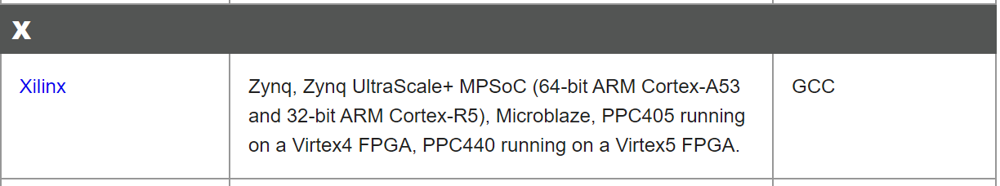 X
Xilinx
Zynq, Zynq UltraScale+ MPSoC (64-bit ARM Cortex-A53
and 32-bit ARM Cortex-R5), Microblaze, PPC405 running
on a Virtex4 FPGA, PPC440 running on a Virtex5 FPGA.
GCC